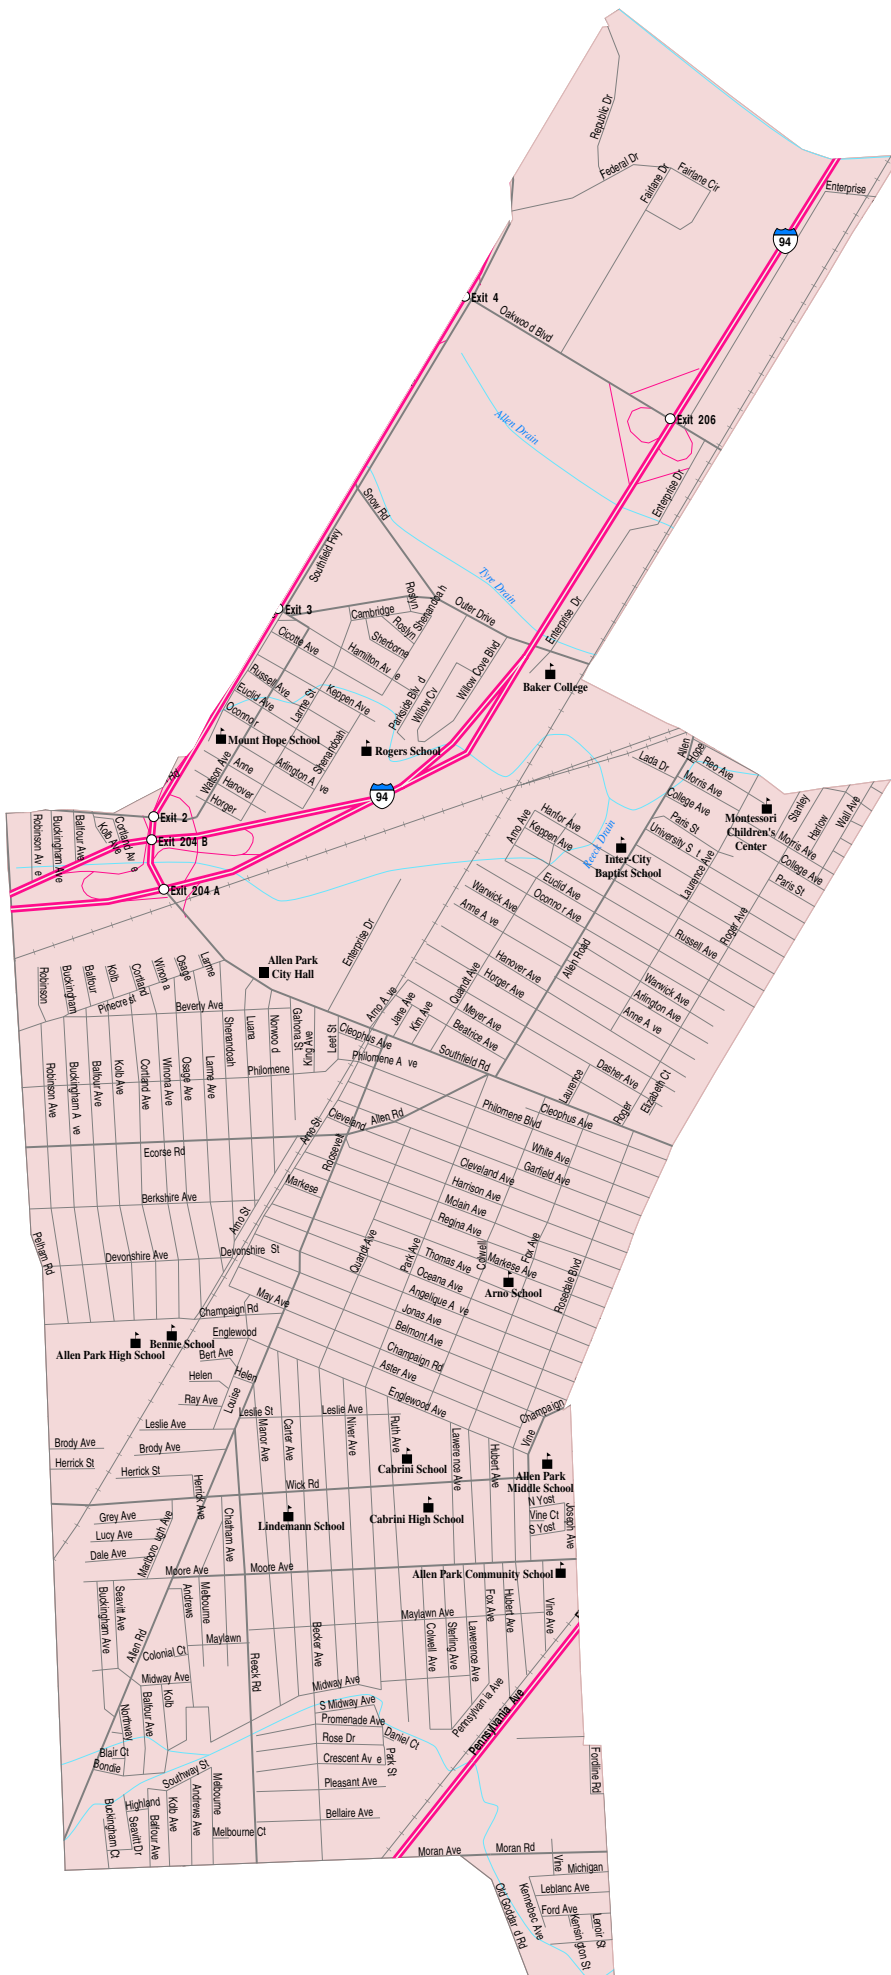 Republic Dr
Federal Dr
Fairlane Dr
Fairlane Cir
Enterprise
94
Exit 4
Oakwood Blvd
Exit 206
Allen Drain
Enterprise Dr
Snow Rd
Southfield Fwy
Tyre Drain
Enterprise Dr
Exit 3
Cambridge
Roslyn
Shenandoah
Outer Drive
Roslyn
Sherborne
Cicotte Ave
Hamilton Ave
Willow Cove Blvd
Baker College
Russell Ave
Euclid Ave
Oconnor
Larme St
Keppen Ave
Parkside Blvd
Willow Cv
Mount Hope School
Rogers School
Shenandoah
Rd
Watson Ave
Anne
Hanover
Horger
Arlington Ave
94
Allen
Hope
Reo Ave
Lada Dr
Morris Ave
College Ave
Paris St
University St
Montessori
Children's
Center
Stanley
Harlow
Wall Ave
Morris Ave
College Ave
Paris St
Exit 2
Exit 204 B
Exit 204 A
Robinson Ave
Buckingham Ave
Balfour Ave
Kolb Ave
Cortland Ave
Arno Ave
Hanfor Ave
Keppen Ave
Reeck Drain
Inter-City
Baptist School
Laurence Ave
Euclid Ave
Oconnor Ave
Warwick Ave
Anne Ave
Roger Ave
Russell Ave
Allen Road
Hanover Ave
Horger Ave
Quandt Ave
Meyer Ave
Beatrice Ave
Warwick Ave
Arlington Ave
Anne Ave
Enterprise Dr
Allen Park
City Hall
Robinson
Buckingham
Balfour
Kolb
Cortland
Winona
Osage
Larme
Pinecrest
Beverly Ave
Shenandoah
Luana
Norwood
Gahona St
King Ave
Leet St
Arno Ave
Jane Ave
Kim Ave
Cleophus Ave
Philomene Ave
Southfield Rd
Philomene
Robinson Ave
Buckingham Ave
Balfour Ave
Kolb Ave
Cortland Ave
Winona Ave
Osage Ave
Larme Ave
Laurence
Dasher Ave
Elizabeth Ct
Roger
Cleveland
Allen Rd
Arno St
Roosevelt
Philomene Blvd
Cleophus Ave
White Ave
Garfield Ave
Ecorse Rd
Markese
Cleveland Ave
Harrison Ave
Mclain Ave
Regina Ave
Berkshire Ave
Arno St
Pelham Rd
Devonshire Ave
Devonshire St
Quandt Ave
Park Ave
Thomas Ave
Oceana Ave
Angelique Ave
Colwell
Markese Ave
Fox Ave
Rosedale Blvd
Arno School
May Ave
Jonas Ave
Belmont Ave
Champaign Rd
Aster Ave
Englewood Ave
Champaign Rd
Englewood
Bennie School
Allen Park High School
Bert Ave
Helen
Helen
Ray Ave
Louise
Leslie Ave
Leslie St
Leslie Ave
Manor Ave
Carter Ave
Niver Ave
Ruth Ave
Lawerence Ave
Hubert Ave
Vine
Champaign
Brody Ave
Herrick St
Brody Ave
Herrick St
Herrick Ave
Cabrini School
Allen Park
Middle School
Wick Rd
N Yost
Vine Ct
S Yost
Joseph Ave
Lindemann School
Cabrini High School
Grey Ave
Lucy Ave
Dale Ave
Marlborough Ave
Chatham Ave
Moore Ave
Moore Ave
Allen Park Community School
Buckingham Ave
Seavitt Ave
Andrews
Melbourne
Allen Rd
Colonial Ct
Maylawn
Reeck Rd
Becker Ave
Maylawn Ave
Colwell Ave
Sterling Ave
Lawerence Ave
Fox Ave
Hubert Ave
Vine Ave
Midway Ave
Midway Ave
Kolb
Balfour Ave
Northway
S Midway Ave
Promenade Ave
Daniel Ct
Pennsylvania Ave
Pennsylvania Ave
Rose Dr
Crescent Ave
Park St
Blair Ct
Bondie
Southway St
Pleasant Ave
Bellaire Ave
Fordline Rd
Buckingham Ct
Highland
Seavitt Dr
Balfour Ave
Kolb Ave
Andrews Ave
Melbourne
Melbourne Ct
Moran Ave
Moran Rd
Vine
Michigan
Leblanc Ave
Ford Ave
Old Goddard Rd
Kennebec Ave
Kensington St
Lenoir St